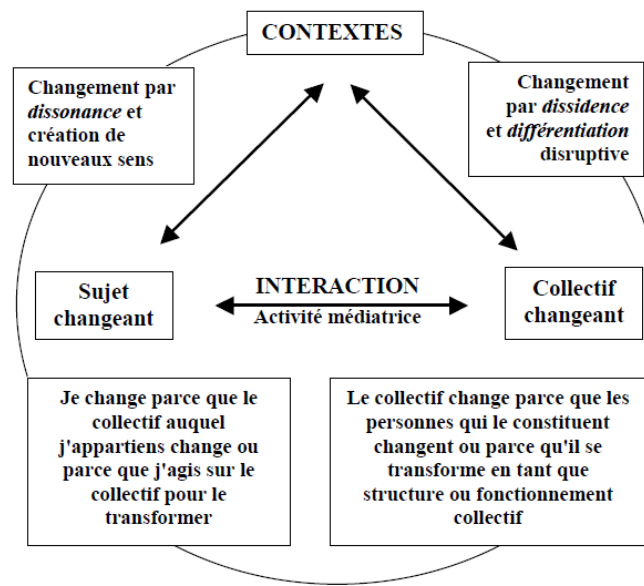 CONTEXTES
Changement par
dissonance et
création de
nouveaux sens
Changement
par dissidence
et différentiation
disruptive
Sujet
changeant
INTERACTION
Activité médiatrice
Collectif
changeant
Je change parce que le
collectif auquel
j'appartiens change ou
parce que j'agis sur le
collectif pour le
transformer
Le collectif change parce que les
personnes qui le constituent
changent ou parce qu'il se
transforme en tant que
structure ou fonctionnement
collectif